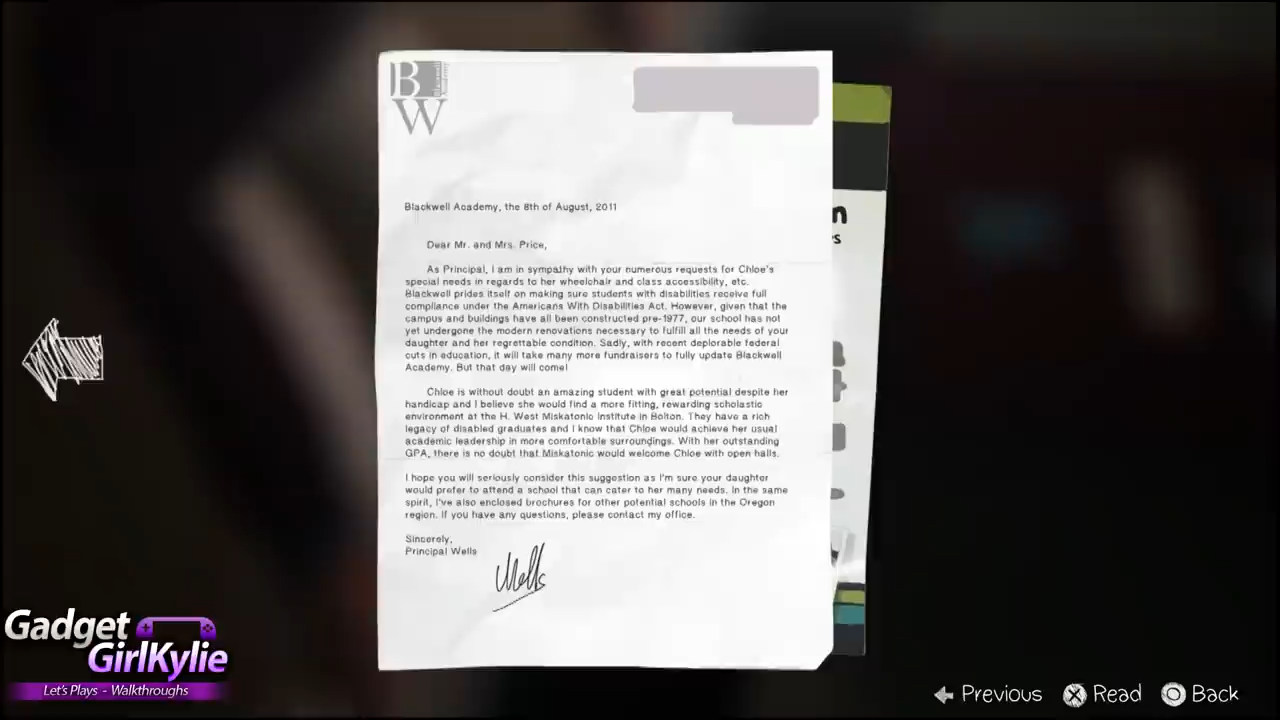 B
W
Blackwell Academy, the 8th of August, 2011
Dear Mr. and Mrs. Price,
As Principal, I am in sympathy with your numerous requests for Chloe's
special needs in regards to her wheelchair and class accessibility, etc.
Blackwell prides itself on making sure students with disabilities receive full
compliance under the Americans With Disabilities Act. However, given that the
campus and buildings have all been constructed pre-1977, our school has not
yet undergone the modern renovations necessary to fulfill all the needs of your
daughter and her regrettable condition. Sadly, with recent deplorable federal
cuts in education, it will take many more fundraisers to fully update Blackwell
Academy. But that day will come!
Chloe is without doubt an amazing student with great potential despite her
handicap and I believe she would find a more fitting, rewarding scholastic
environment at the H. West Miskatonic Institute in Bolton. They have a rich
legacy of disabled graduates and I know that Chloe would achieve her usual
academic leadership in more comfortable surroundings. With her outstanding
GPA, there is no doubt that Miskatonic would welcome Chloe with open halls.
I hope you will seriously consider this suggestion as I'm sure your daughter
would prefer to attend a school that can cater to her many needs. In the same
spirit, I've also enclosed brochures for other potential schools in the Oregon
region. If you have any questions, please contact my office.
Sincerely,
Principal Wells
Wells
n
s
Gadget
GirlKylie
Let's Plays - Walkthroughs
Previous Read Back